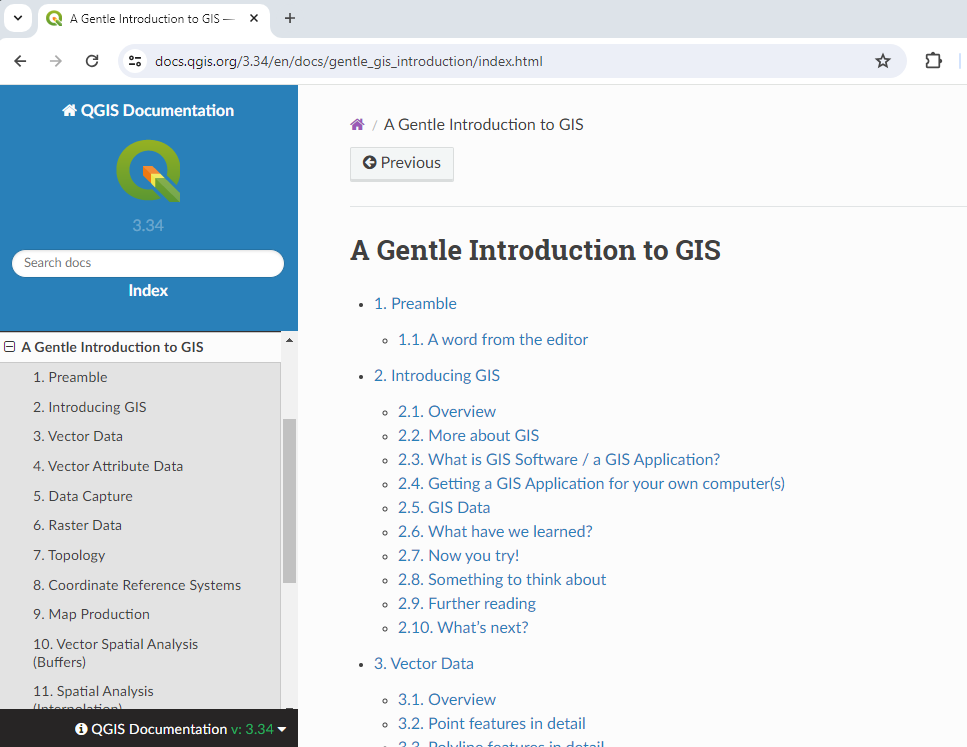 A Gentle Introduction to GIS —
docs.qgis.org/3.34/en/docs/gentle_gis_introduction/index.html
QGIS Documentation
3.34
Search docs
Index
A Gentle Introduction to GIS
1. Preamble
2. Introducing GIS
3. Vector Data
4. Vector Attribute Data
5. Data Capture
6. Raster Data
7. Topology
8. Coordinate Reference Systems
9. Map Production
10. Vector Spatial Analysis
(Buffers)
11. Spatial Analysis
(Interpolation)
QGIS Documentation v: 3.34
/ A Gentle Introduction to GIS
Previous
A Gentle Introduction to GIS
1. Preamble
1.1. A word from the editor
2. Introducing GIS
2.1. Overview
2.2. More about GIS
2.3. What is GIS Software / a GIS Application?
2.4. Getting a GIS Application for your own computer(s)
2.5. GIS Data
2.6. What have we learned?
2.7. Now you try!
2.8. Something to think about
2.9. Further reading
2.10. What's next?
3. Vector Data
3.1. Overview
3.2. Point features in detail
3.3. Polyline features in detail